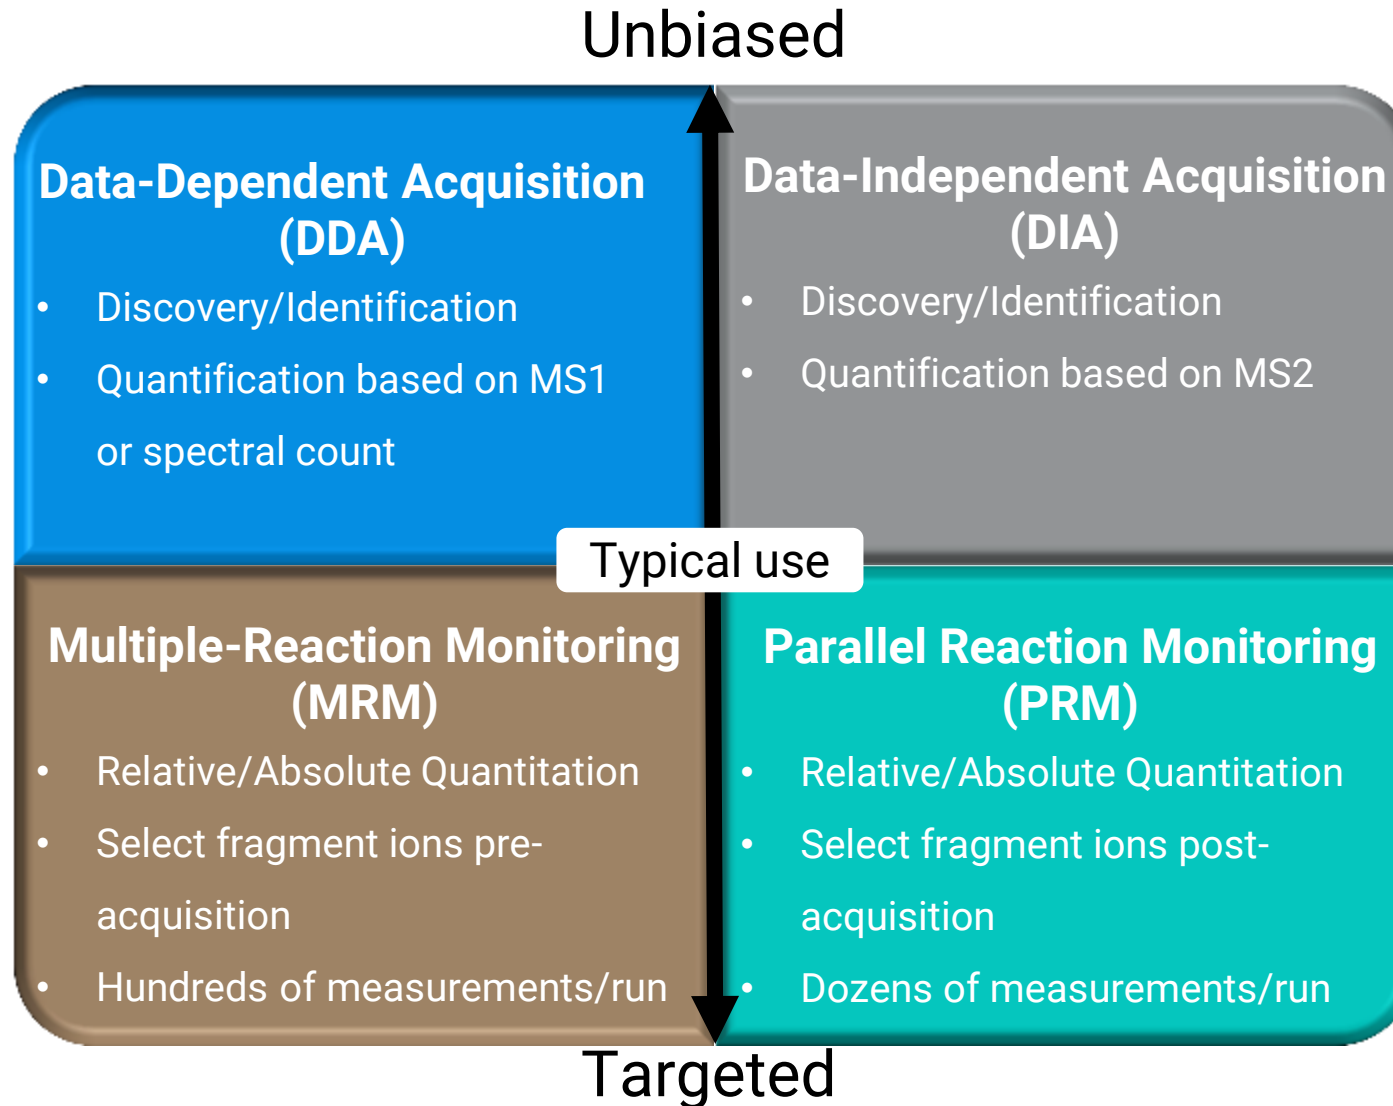 Unbiased
Data-Dependent Acquisition
(DDA)
• Discovery/Identification
• Quantification based on MS1
or spectral count
Data-Independent Acquisition
(DIA)
• Discovery/Identification
• Quantification based on MS2
Typical use
Multiple-Reaction Monitoring
(MRM)
• Relative/Absolute Quantitation
• Select fragment ions pre-
acquisition
• Hundreds of measurements/run
Parallel Reaction Monitoring
(PRM)
• Relative/Absolute Quantitation
• Select fragment ions post-
acquisition
• Dozens of measurements/run
Targeted